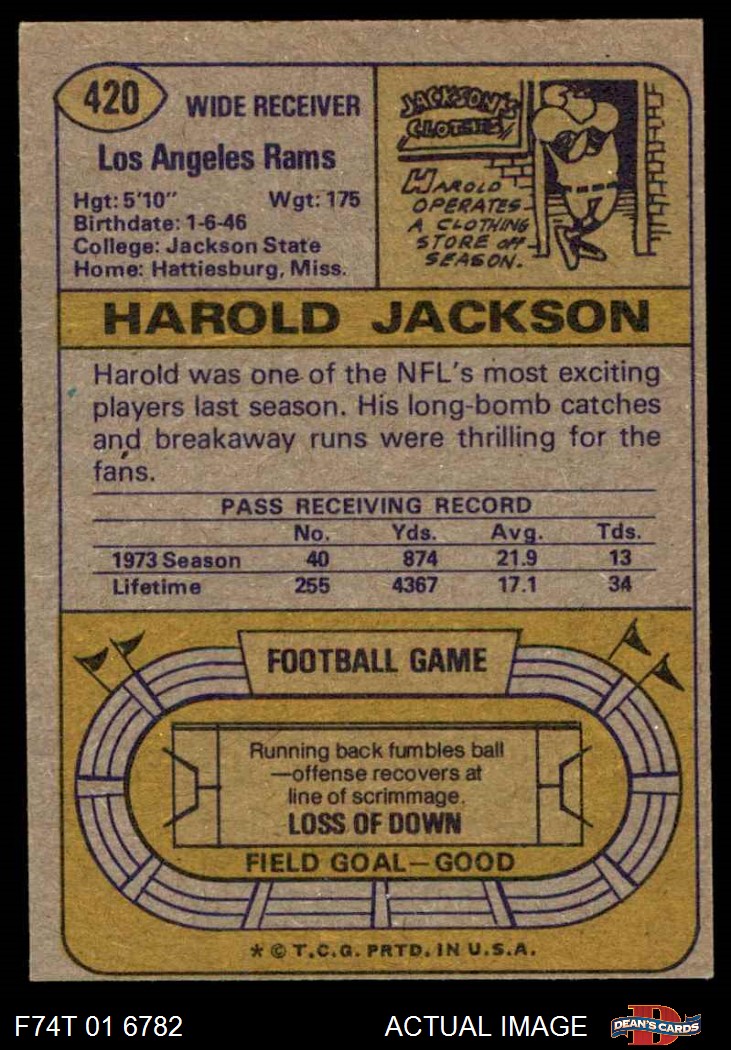 420
WIDE RECEIVER
Los Angeles Rams
Hgt: 5'10" Wgt: 175
Birthdate: 1-6-46
College: Jackson State
Home: Hattiesburg, Miss.
JACKSON'S
CLOTHES
HAROLD
OPERATES
A CLOTHING
STORE OFF
SEASON.
HAROLD JACKSON
Harold was one of the NFL's most exciting
players last season. His long-bomb catches
and breakaway runs were thrilling for the
fans.
PASS RECEIVING RECORD
No. Yds. Avg. Tds.
1973 Season 40 874 21.9 13
Lifetime 255 4367 17.1 34
FOOTBALL GAME
Running back fumbles ball
—offense recovers at
line of scrimmage.
LOSS OF DOWN
FIELD GOAL—GOOD
* © T.C.G. PRTD. IN U.S.A.
F74T 01 6782 ACTUAL IMAGE
D
DEAN'S CARDS